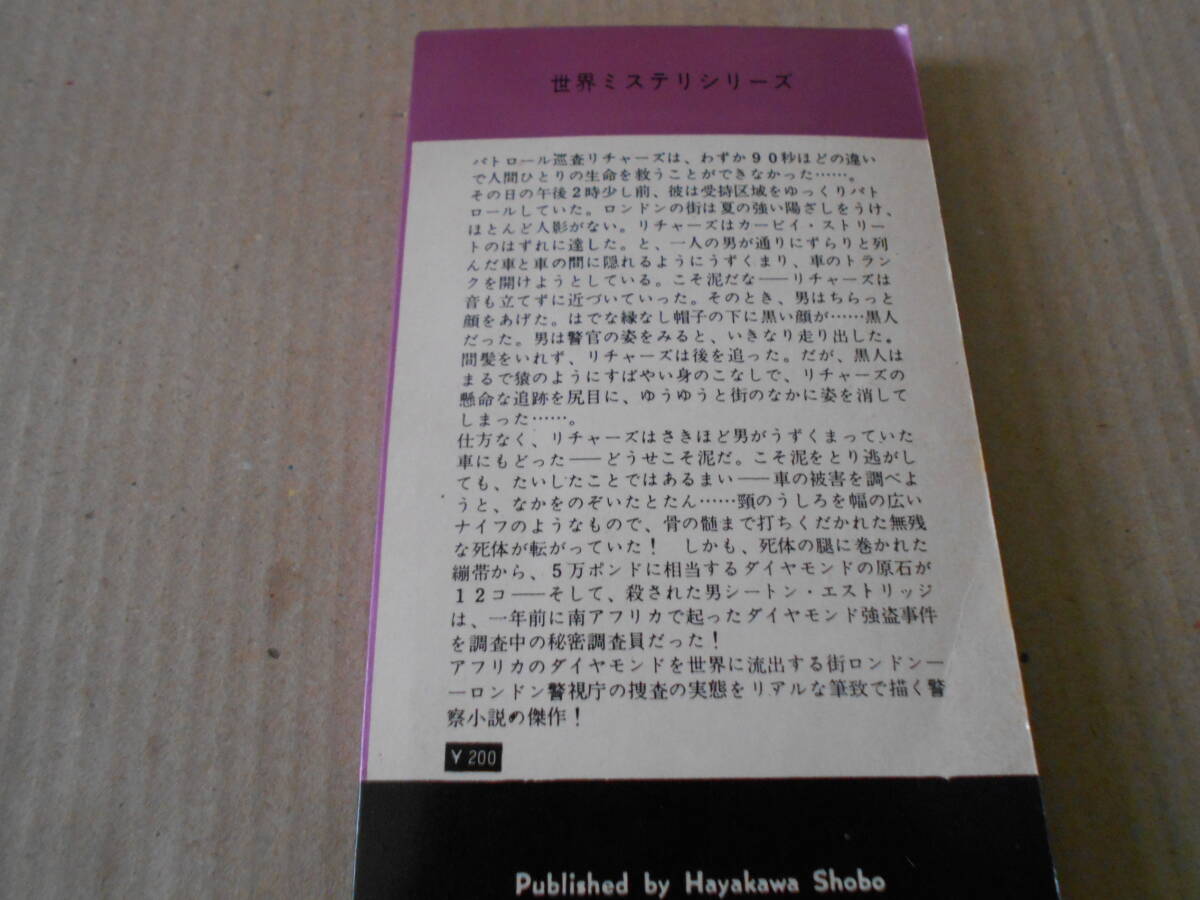 世界ミステリシリーズ
パトロール巡査リチャーズは、わずか９０秒ほどの違い
で人間ひとりの生命を救うことができなかった……。
その日の午後２時少し前、彼は受持区域をゆっくりパト
ロールしていた。ロンドンの街は夏の強い陽ざしをうけ、
ほとんど人影がない。リチャーズはカービイ・ストリー
トのはずれに達した。と、一人の男が通りにずらりと列
んだ車と車の間に隠れるようにうずくまり、車のトラン
クを開けようとしている。こそ泥だな――リチャーズは
音も立てずに近づいていった。そのとき、男はちらっと
顔をあげた。はでな縁なし帽子の下に黒い顔が……黒人
だった。男は警官の姿をみると、いきなり走り出した。
間髪をいれず、リチャーズは後を追った。だが、黒人は
まるで猿のようにすばやい身のこなしで、リチャーズの
懸命な追跡を尻目に、ゆうゆうと街のなかに姿を消して
しまった……。
仕方なく、リチャーズはさきほど男がうずくまっていた
車にもどった――どうせこそ泥だ。こそ泥をとり逃がし
ても、たいしたことではあるまい――車の被害を調べよ
うと、なかをのぞいたとたん……頸のうしろを幅の広い
ナイフのようなもので、骨の髄まで打ちくだかれた無残
な死体が転がっていた！　しかも、死体の腿に巻かれた
繃帯から、５万ポンドに相当するダイヤモンドの原石が
１２コ――そして、殺された男シートン・エストリッジ
は、一年前に南アフリカで起ったダイヤモンド強盗事件
を調査中の秘密調査員だった！
アフリカのダイヤモンドを世界に流出する街ロンドン―
―ロンドン警視庁の捜査の実態をリアルな筆致で描く警
察小説の傑作！
¥ 200
Published by Hayakawa Shobo